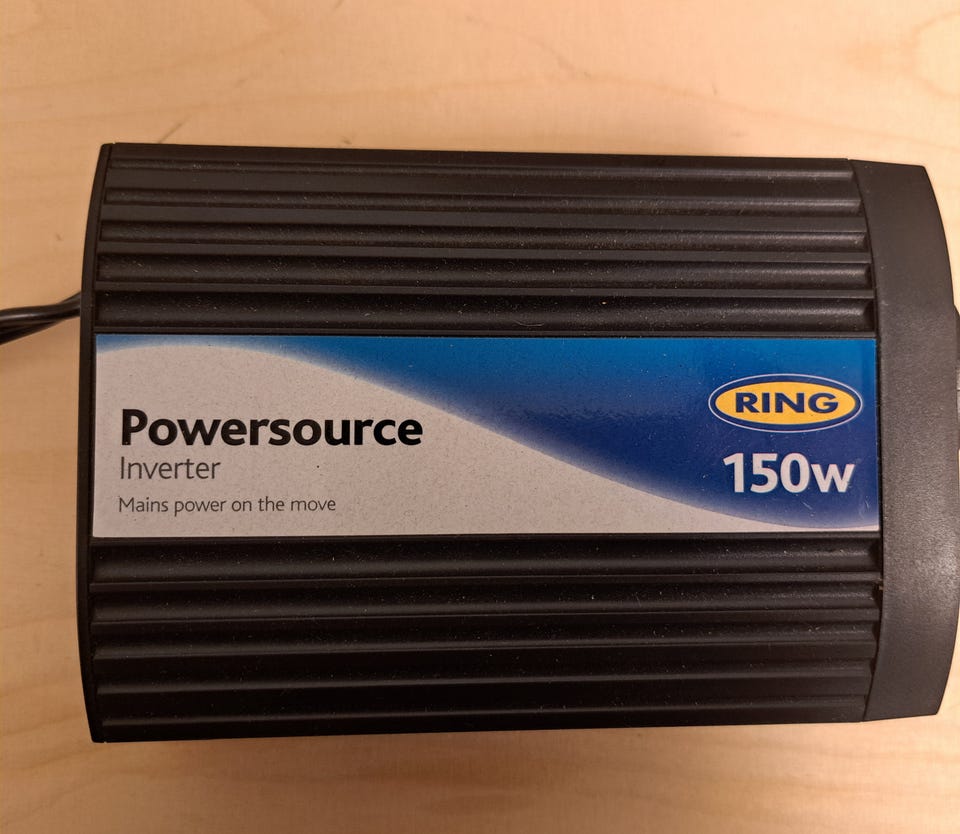 Powersource
Inverter
Mains power on the move
RING
150w